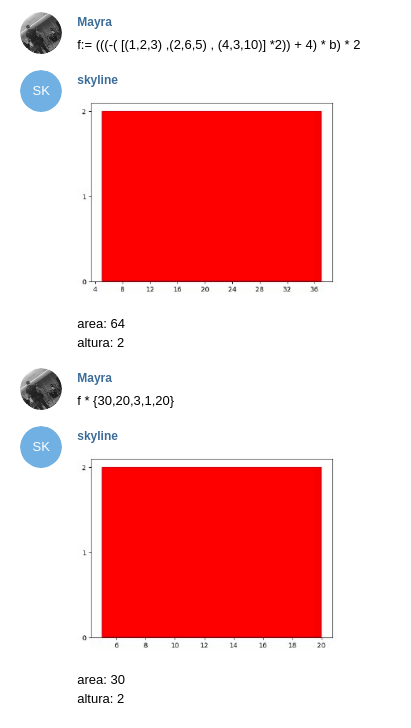 Mayra
f:= (((-( [(1,2,3) ,(2,6,5) , (4,3,10)] *2)) + 4) * b) * 2
SK
skyline
2
1
0
4 8 12 16 20 24 28 32 36
area: 64
altura: 2
Mayra
f * {30,20,3,1,20}
SK
skyline
2
1
0
6 8 10 12 14 16 18 20
area: 30
altura: 2